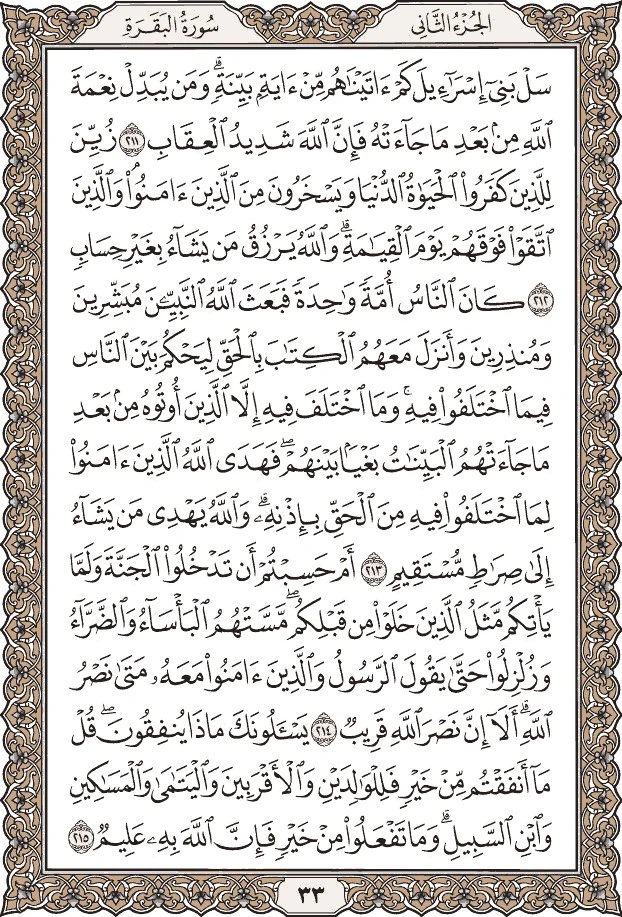 الجُزْءُ الثَّانِي
سُورَةُ البَقَرَةِ
سَلۡ بَنِيٓ إِسۡرَٰٓءِيلَ كَمۡ ءَاتَيۡنَٰهُم مِّنۡ ءَايَةِۭ بَيِّنَةٖۗ وَمَن يُبَدِّلۡ نِعۡمَةَ
ٱللَّهِ مِنۢ بَعۡدِ مَا جَآءَتۡهُ فَإِنَّ ٱللَّهَ شَدِيدُ ٱلۡعِقَابِ ٢١١ زُيِّنَ
لِلَّذِينَ كَفَرُواْ ٱلۡحَيَوٰةُ ٱلدُّنۡيَا وَيَسۡخَرُونَ مِنَ ٱلَّذِينَ ءَامَنُواْۘ وَٱلَّذِينَ
ٱتَّقَوۡاْ فَوۡقَهُمۡ يَوۡمَ ٱلۡقِيَٰمَةِۗ وَٱللَّهُ يَرۡزُقُ مَن يَشَآءُ بِغَيۡرِ حِسَابٖ
٢١٢ كَانَ ٱلنَّاسُ أُمَّةٗ وَٰحِدَةٗ فَبَعَثَ ٱللَّهُ ٱلنَّبِيِّـۧنَ مُبَشِّرِينَ
وَمُنذِرِينَ وَأَنزَلَ مَعَهُمُ ٱلۡكِتَٰبَ بِٱلۡحَقِّ لِيَحۡكُمَ بَيۡنَ ٱلنَّاسِ
فِيمَا ٱخۡتَلَفُواْ فِيهِۚ وَمَا ٱخۡتَلَفَ فِيهِ إِلَّا ٱلَّذِينَ أُوتُوهُ مِنۢ بَعۡدِ
مَا جَآءَتۡهُمُ ٱلۡبَيِّنَٰتُ بَغۡيَۢا بَيۡنَهُمۡۖ فَهَدَى ٱللَّهُ ٱلَّذِينَ ءَامَنُواْ
لِمَا ٱخۡتَلَفُواْ فِيهِ مِنَ ٱلۡحَقِّ بِإِذۡنِهِۦۗ وَٱللَّهُ يَهۡدِي مَن يَشَآءُ
إِلَىٰ صِرَٰطٖ مُّسۡتَقِيمٍ ٢١٣ أَمۡ حَسِبۡتُمۡ أَن تَدۡخُلُواْ ٱلۡجَنَّةَ وَلَمَّا
يَأۡتِكُم مَّثَلُ ٱلَّذِينَ خَلَوۡاْ مِن قَبۡلِكُمۖ مَّسَّتۡهُمُ ٱلۡبَأۡسَآءُ وَٱلضَّرَّآءُ
وَزُلۡزِلُواْ حَتَّىٰ يَقُولَ ٱلرَّسُولُ وَٱلَّذِينَ ءَامَنُواْ مَعَهُۥ مَتَىٰ نَصۡرُ
ٱللَّهِۗ أَلَآ إِنَّ نَصۡرَ ٱللَّهِ قَرِيبٞ ٢١٤ يَسۡـَٔلُونَكَ مَاذَا يُنفِقُونَۖ قُلۡ
مَآ أَنفَقۡتُم مِّنۡ خَيۡرٖ فَلِلۡوَٰلِدَيۡنِ وَٱلۡأَقۡرَبِينَ وَٱلۡيَتَٰمَىٰ وَٱلۡمَسَٰكِينِ
وَٱبۡنِ ٱلسَّبِيلِۗ وَمَا تَفۡعَلُواْ مِنۡ خَيۡرٖ فَإِنَّ ٱللَّهَ بِهِۦ عَلِيمٞ ٢١٥
٣٣